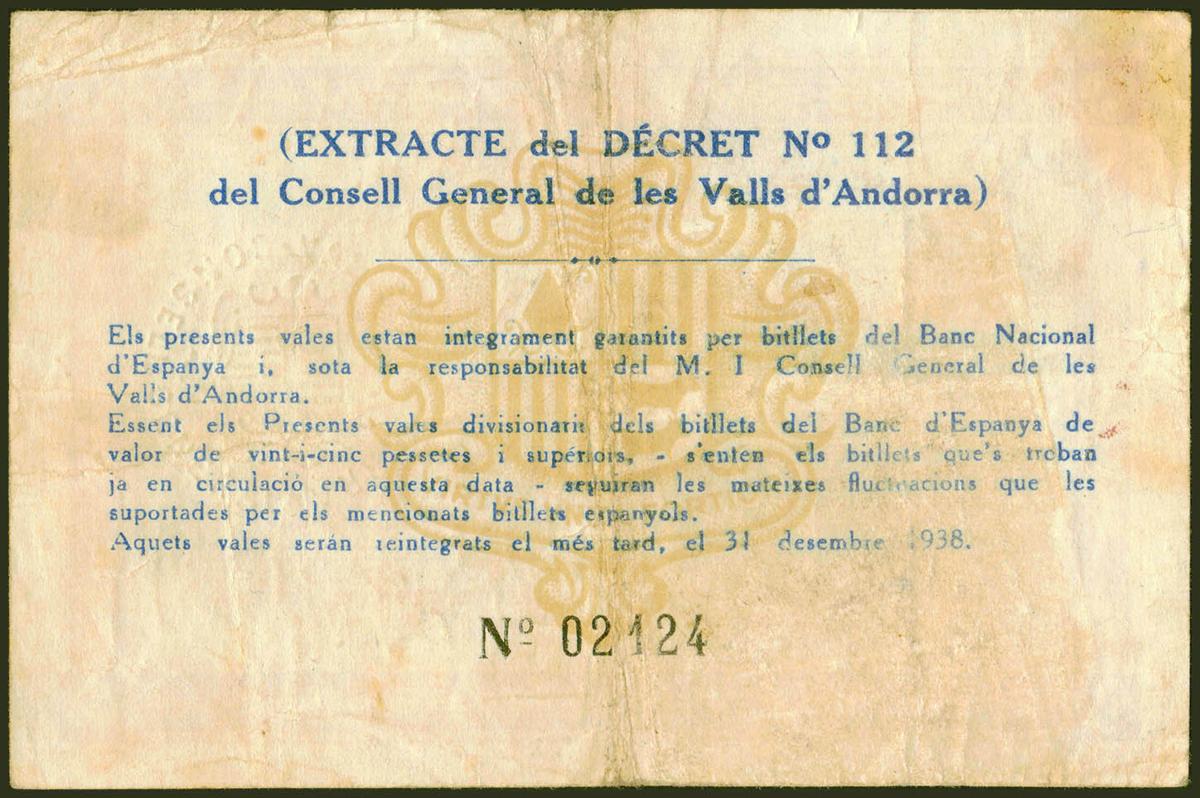 (EXTRACTE del DÉCRET Nº 112
del Consell General de les Valls d'Andorra)
Els presents vales estan integrament garantits per bitllets del Banc Nacional
d'Espanya i, sota la responsabilitat del M. I Consell General de les
Valls d'Andorra.
Essent els Presents vales divisionaris dels bitllets del Banc d'Espanya de
valor de vint-i-cinc pessetes i supériors, - s'enten els bitllets que's troban
ja en circulació en aquesta data - seguiran les mateixes fluctuacions que les
suportades per els mencionats bitllets espanyols.
Aquets vales serán reintegrats el més tard, el 31 desembre 1938.
Nº 02124